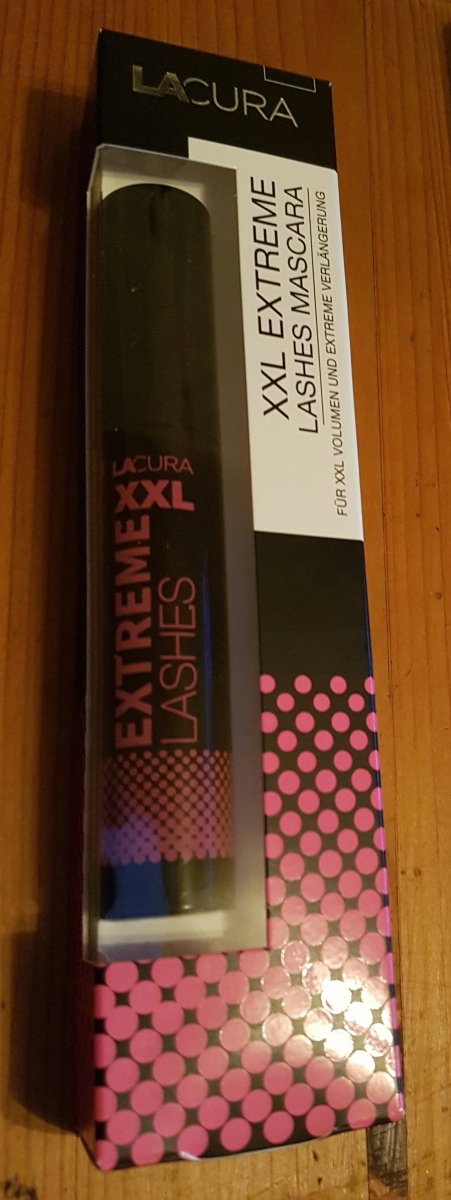 LACURA
XXL EXTREME
LASHES MASCARA
FÜR XXL VOLUMEN UND EXTREME VERLÄNGERUNG
LACURA
XXL
EXTREME
LASHES